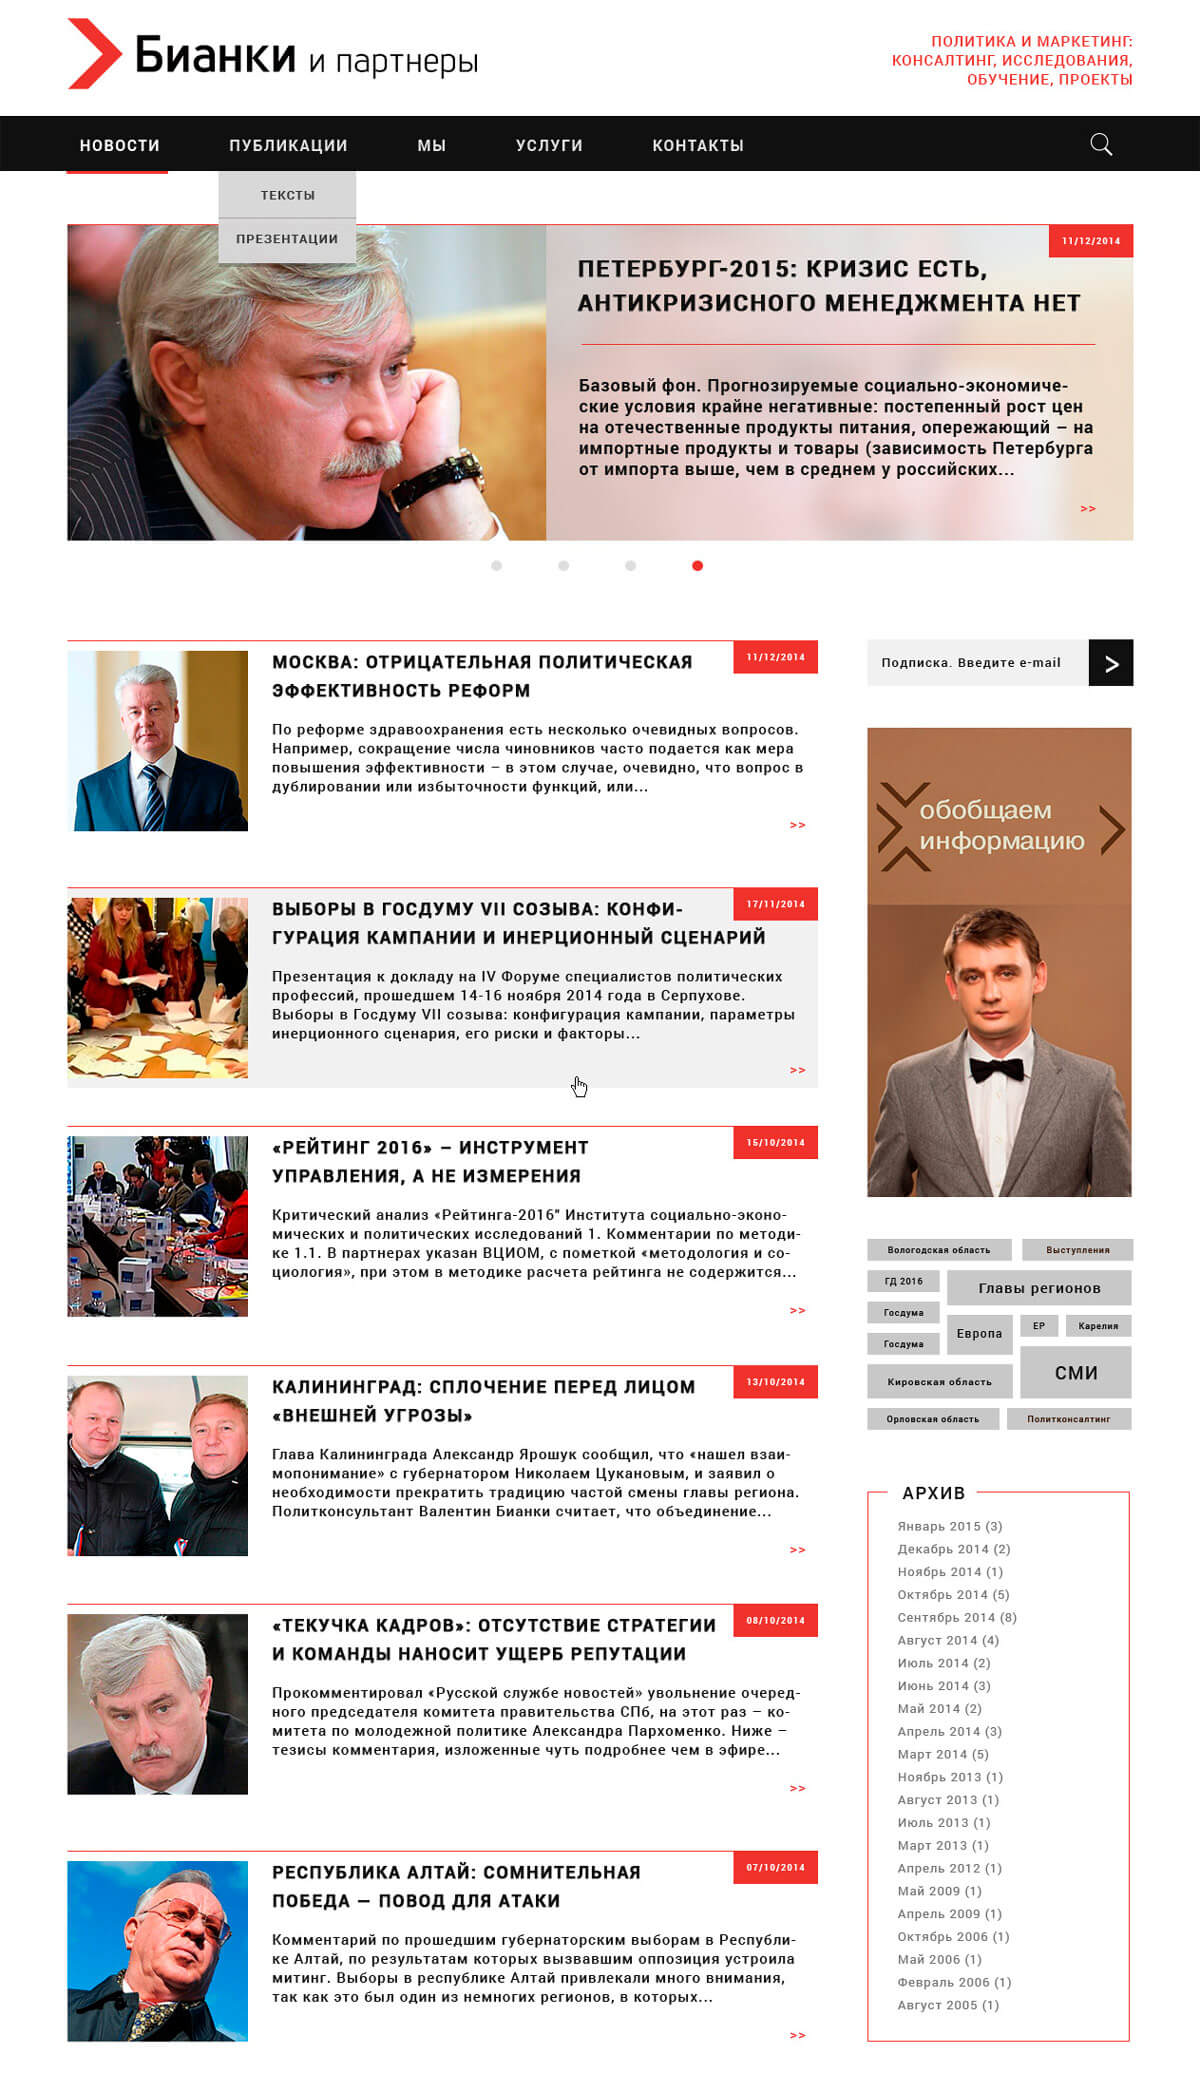 Бианки и партнеры
ПОЛИТИКА И МАРКЕТИНГ:
КОНСАЛТИНГ, ИССЛЕДОВАНИЯ,
ОБУЧЕНИЕ, ПРОЕКТЫ
НОВОСТИ ПУБЛИКАЦИИ МЫ УСЛУГИ КОНТАКТЫ
ТЕКСТЫ
ПРЕЗЕНТАЦИИ
11/12/2014
ПЕТЕРБУРГ-2015: КРИЗИС ЕСТЬ,
АНТИКРИЗИСНОГО МЕНЕДЖМЕНТА НЕТ
Базовый фон. Прогнозируемые социально-экономиче-
ские условия крайне негативные: постепенный рост цен
на отечественные продукты питания, опережающий – на
импортные продукты и товары (зависимость Петербурга
от импорта выше, чем в среднем у российских...
>>
11/12/2014
МОСКВА: ОТРИЦАТЕЛЬНАЯ ПОЛИТИЧЕСКАЯ
ЭФФЕКТИВНОСТЬ РЕФОРМ
По реформе здравоохранения есть несколько очевидных вопросов.
Например, сокращение числа чиновников часто подается как мера
повышения эффективности – в этом случае, очевидно, что вопрос в
дублировании или избыточности функций, или...
>>
17/11/2014
ВЫБОРЫ В ГОСДУМУ VII СОЗЫВА: КОНФИ-
ГУРАЦИЯ КАМПАНИИ И ИНЕРЦИОННЫЙ СЦЕНАРИЙ
Презентация к докладу на IV Форуме специалистов политических
профессий, прошедшем 14-16 ноября 2014 года в Серпухове.
Выборы в Госдуму VII созыва: конфигурация кампании, параметры
инерционного сценария, его риски и факторы...
>>
15/10/2014
«РЕЙТИНГ 2016» – ИНСТРУМЕНТ
УПРАВЛЕНИЯ, А НЕ ИЗМЕРЕНИЯ
Критический анализ «Рейтинга-2016" Института социально-эконо-
мических и политических исследований 1. Комментарии по методи-
ке 1.1. В партнерах указан ВЦИОМ, с пометкой «методология и со-
циология», при этом в методике расчета рейтинга не содержится...
>>
13/10/2014
КАЛИНИНГРАД: СПЛОЧЕНИЕ ПЕРЕД ЛИЦОМ
«ВНЕШНЕЙ УГРОЗЫ»
Глава Калининграда Александр Ярошук сообщил, что «нашел взаи-
мопонимание» с губернатором Николаем Цукановым, и заявил о
необходимости прекратить традицию частой смены главы региона.
Политконсультант Валентин Бианки считает, что объединение...
>>
08/10/2014
«ТЕКУЧКА КАДРОВ»: ОТСУТСТВИЕ СТРАТЕГИИ
И КОМАНДЫ НАНОСИТ УЩЕРБ РЕПУТАЦИИ
Прокомментировал «Русской службе новостей» увольнение очеред-
ного председателя комитета правительства СПб, на этот раз – ко-
митета по молодежной политике Александра Пархоменко. Ниже –
тезисы комментария, изложенные чуть подробнее чем в эфире...
>>
07/10/2014
РЕСПУБЛИКА АЛТАЙ: СОМНИТЕЛЬНАЯ
ПОБЕДА — ПОВОД ДЛЯ АТАКИ
Комментарий по прошедшим губернаторским выборам в Республи-
ке Алтай, по результатам которых вызвавшим оппозиция устроила
митинг. Выборы в республике Алтай привлекали много внимания,
так как это был один из немногих регионов, в которых...
>>
Подписка. Введите e-mail >
обобщаем
информацию
Вологодская область Выступления
ГД 2016 Главы регионов
Госдума Европа ЕР Карелия
Госдума СМИ
Кировская область
Орловская область Политконсалтинг
АРХИВ
Январь 2015 (3)
Декабрь 2014 (2)
Ноябрь 2014 (1)
Октябрь 2014 (5)
Сентябрь 2014 (8)
Август 2014 (4)
Июль 2014 (2)
Июнь 2014 (3)
Май 2014 (2)
Апрель 2014 (3)
Март 2014 (5)
Ноябрь 2013 (1)
Август 2013 (1)
Июль 2013 (1)
Март 2013 (1)
Апрель 2012 (1)
Май 2009 (1)
Апрель 2009 (1)
Октябрь 2006 (1)
Май 2006 (1)
Февраль 2006 (1)
Август 2005 (1)